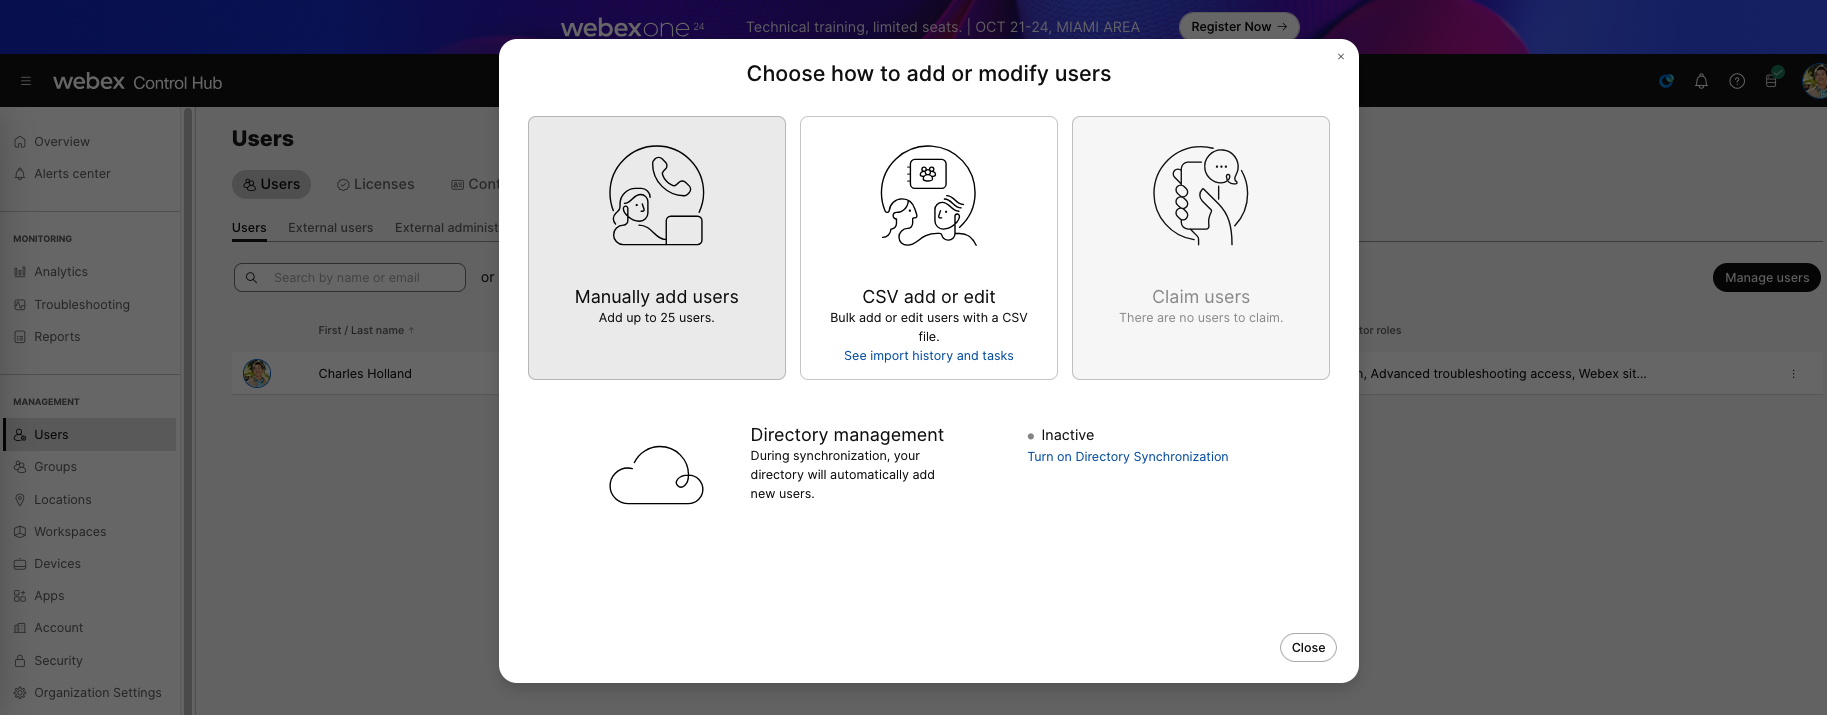 webexone 24
Technical training, limited seats. | OCT 21-24, MIAMI AREA
Register Now →
webex Control Hub
Overview
Alerts center
MONITORING
Analytics
Troubleshooting
Reports
MANAGEMENT
Users
Groups
Locations
Workspaces
Devices
Apps
Account
Security
Organization Settings
Users
Users
Licenses
Cont
Users
External users
External administ
Search by name or email
or
Manage users
First / Last name ↑
tor roles
Charles Holland
n, Advanced troubleshooting access, Webex sit...
Choose how to add or modify users
×
Manually add users
Add up to 25 users.
CSV add or edit
Bulk add or edit users with a CSV
file.
See import history and tasks
Claim users
There are no users to claim.
Directory management
During synchronization, your
directory will automatically add
new users.
Inactive
Turn on Directory Synchronization
Close